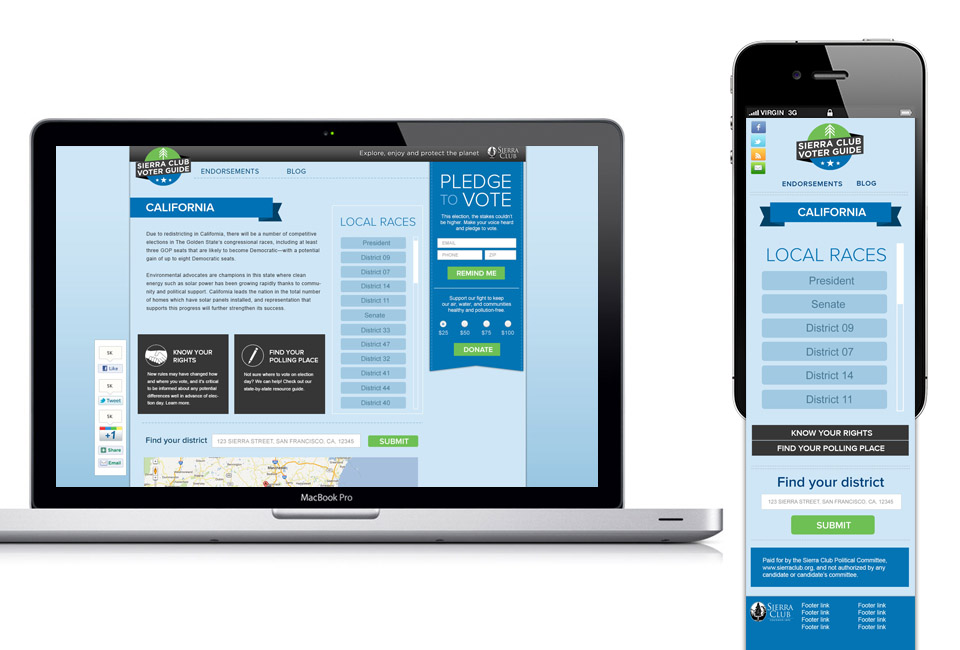 Explore, enjoy and protect the planet
SIERRA CLUB
SIERRA CLUB
VOTER GUIDE
ENDORSEMENTS BLOG
CALIFORNIA
Due to redistricting in California, there will be a number of competitive
elections in The Golden State's congressional races, including at least
three GOP seats that are likely to become Democratic—with a potential
gain of up to eight Democratic seats.
Environmental advocates are champions in this state where clean
energy such as solar power has been growing rapidly thanks to commu-
nity and political support. California leads the nation in the total number
of homes which have solar panels installed, and representation that
supports this progress will further strengthen its success.
KNOW YOUR
RIGHTS
New rules may have changed how
and where you vote, and it's critical
to be informed about any potential
differences well in advance of elec-
tion day. Learn more.
FIND YOUR
POLLING PLACE
Not sure where to vote on election
day? We can help! Check out our
state-by-state resource guide.
LOCAL RACES
President
District 09
District 07
District 14
District 11
Senate
District 33
District 47
District 32
District 41
District 44
District 40
PLEDGE
TO VOTE
This election, the stakes couldn't
be higher. Make your voice heard
and pledge to vote.
EMAIL
PHONE ZIP
REMIND ME
Support our fight to keep
our air, water, and communities
healthy and pollution-free.
$25 $50 $75 $100
DONATE
5K
Like
5K
Tweet
5K
+1
Share
Email
Find your district 123 SIERRA STREET, SAN FRANCISCO, CA, 12345 SUBMIT
MacBook Pro
VIRGIN 3G
SIERRA CLUB
VOTER GUIDE
ENDORSEMENTS BLOG
CALIFORNIA
LOCAL RACES
President
Senate
District 09
District 07
District 14
District 11
KNOW YOUR RIGHTS
FIND YOUR POLLING PLACE
Find your district
123 SIERRA STREET, SAN FRANCISCO, CA, 12345
SUBMIT
Paid for by the Sierra Club Political Committee,
www.sierraclub.org, and not authorized by any
candidate or candidate's committee.
SIERRA CLUB
Footer link Footer link
Footer link Footer link
Footer link Footer link
Footer link Footer link